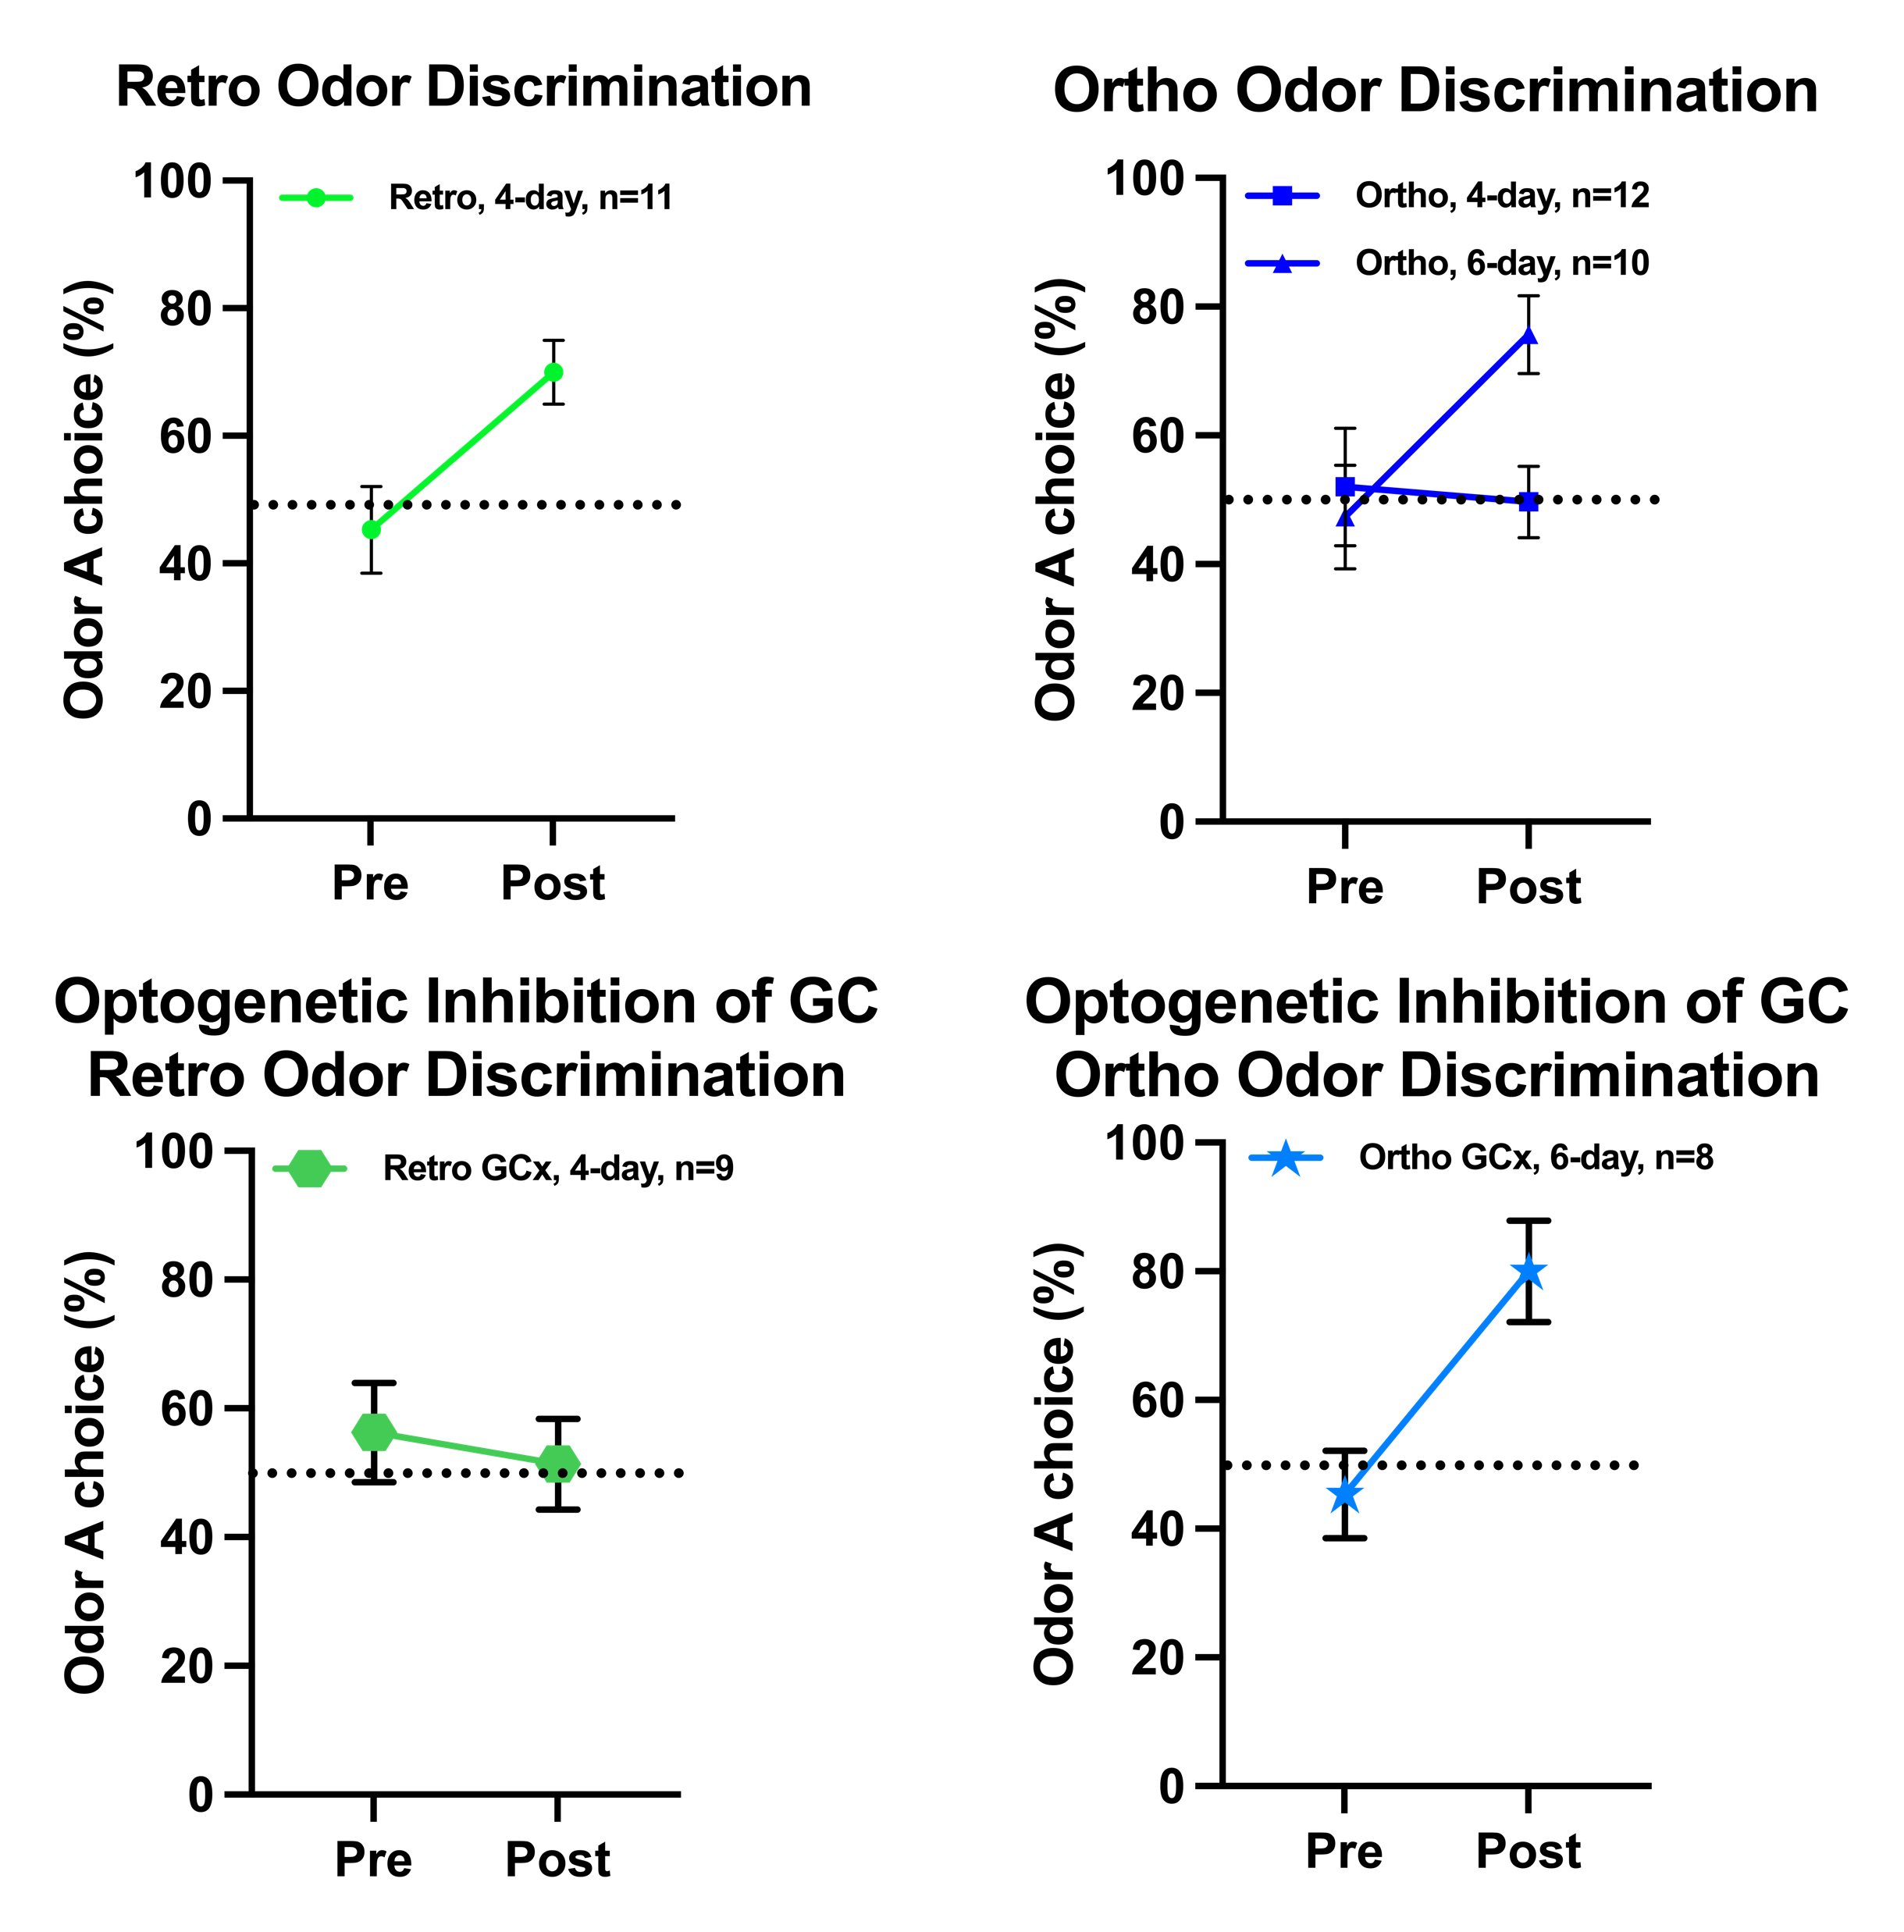 Retro Odor Discrimination
Retro, 4-day, n=11
Odor A choice (%)
100
80
60
40
20
0
Pre Post
Ortho Odor Discrimination
Ortho, 4-day, n=12
Ortho, 6-day, n=10
Odor A choice (%)
100
80
60
40
20
0
Pre Post
Optogenetic Inhibition of GC
Retro Odor Discrimination
Retro GCx, 4-day, n=9
Odor A choice (%)
100
80
60
40
20
0
Pre Post
Optogenetic Inhibition of GC
Ortho Odor Discrimination
Ortho GCx, 6-day, n=8
Odor A choice (%)
100
80
60
40
20
0
Pre Post